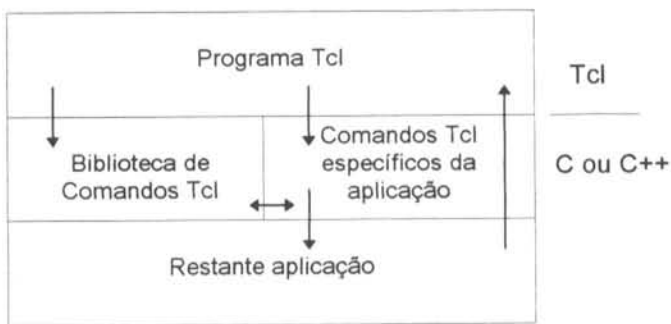 Programa Tcl
Tcl
Biblioteca de
Comandos Tcl
Comandos Tcl
específicos da
aplicação
C ou C++
Restante aplicação